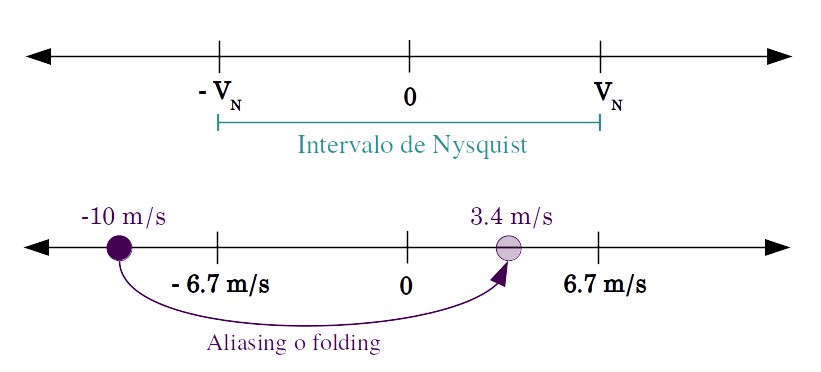 - V_N 0 V_N
Intervalo de Nysquist
-10 m/s 3.4 m/s
- 6.7 m/s 0 6.7 m/s
Aliasing o folding